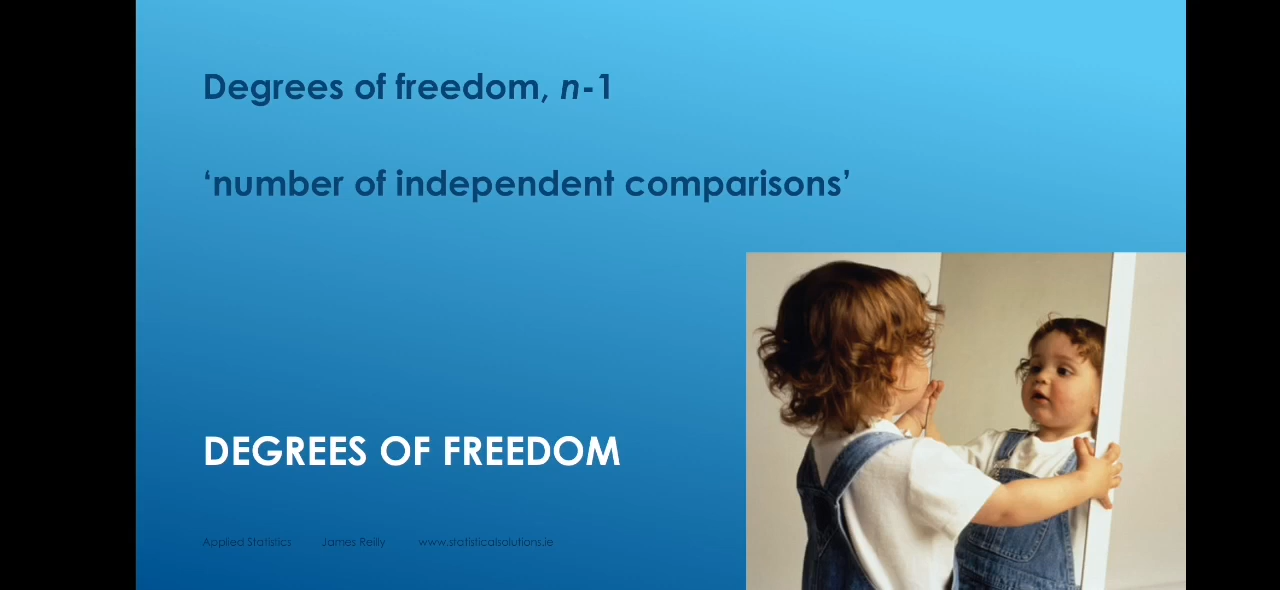 Degrees of freedom, n-1
‘number of independent comparisons’
DEGREES OF FREEDOM
Applied Statistics James Reilly www.statisticalsolutions.ie